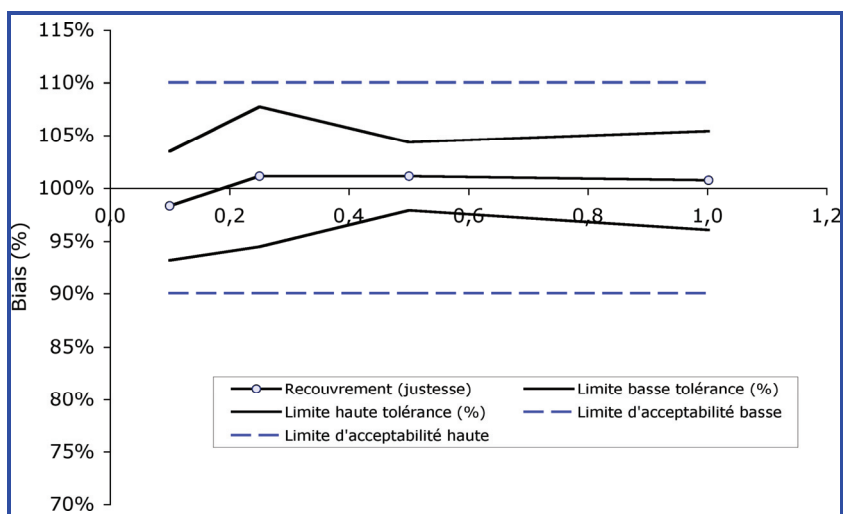 115%
110%
105%
100%
0,0 0,2 0,4 0,6 0,8 1,0 1,2
95%
90%
85%
80%
75%
70%
Biais (%)
Recouvrement (justesse) Limite basse tolérance (%)
Limite haute tolérance (%) Limite d'acceptabilité basse
Limite d'acceptabilité haute